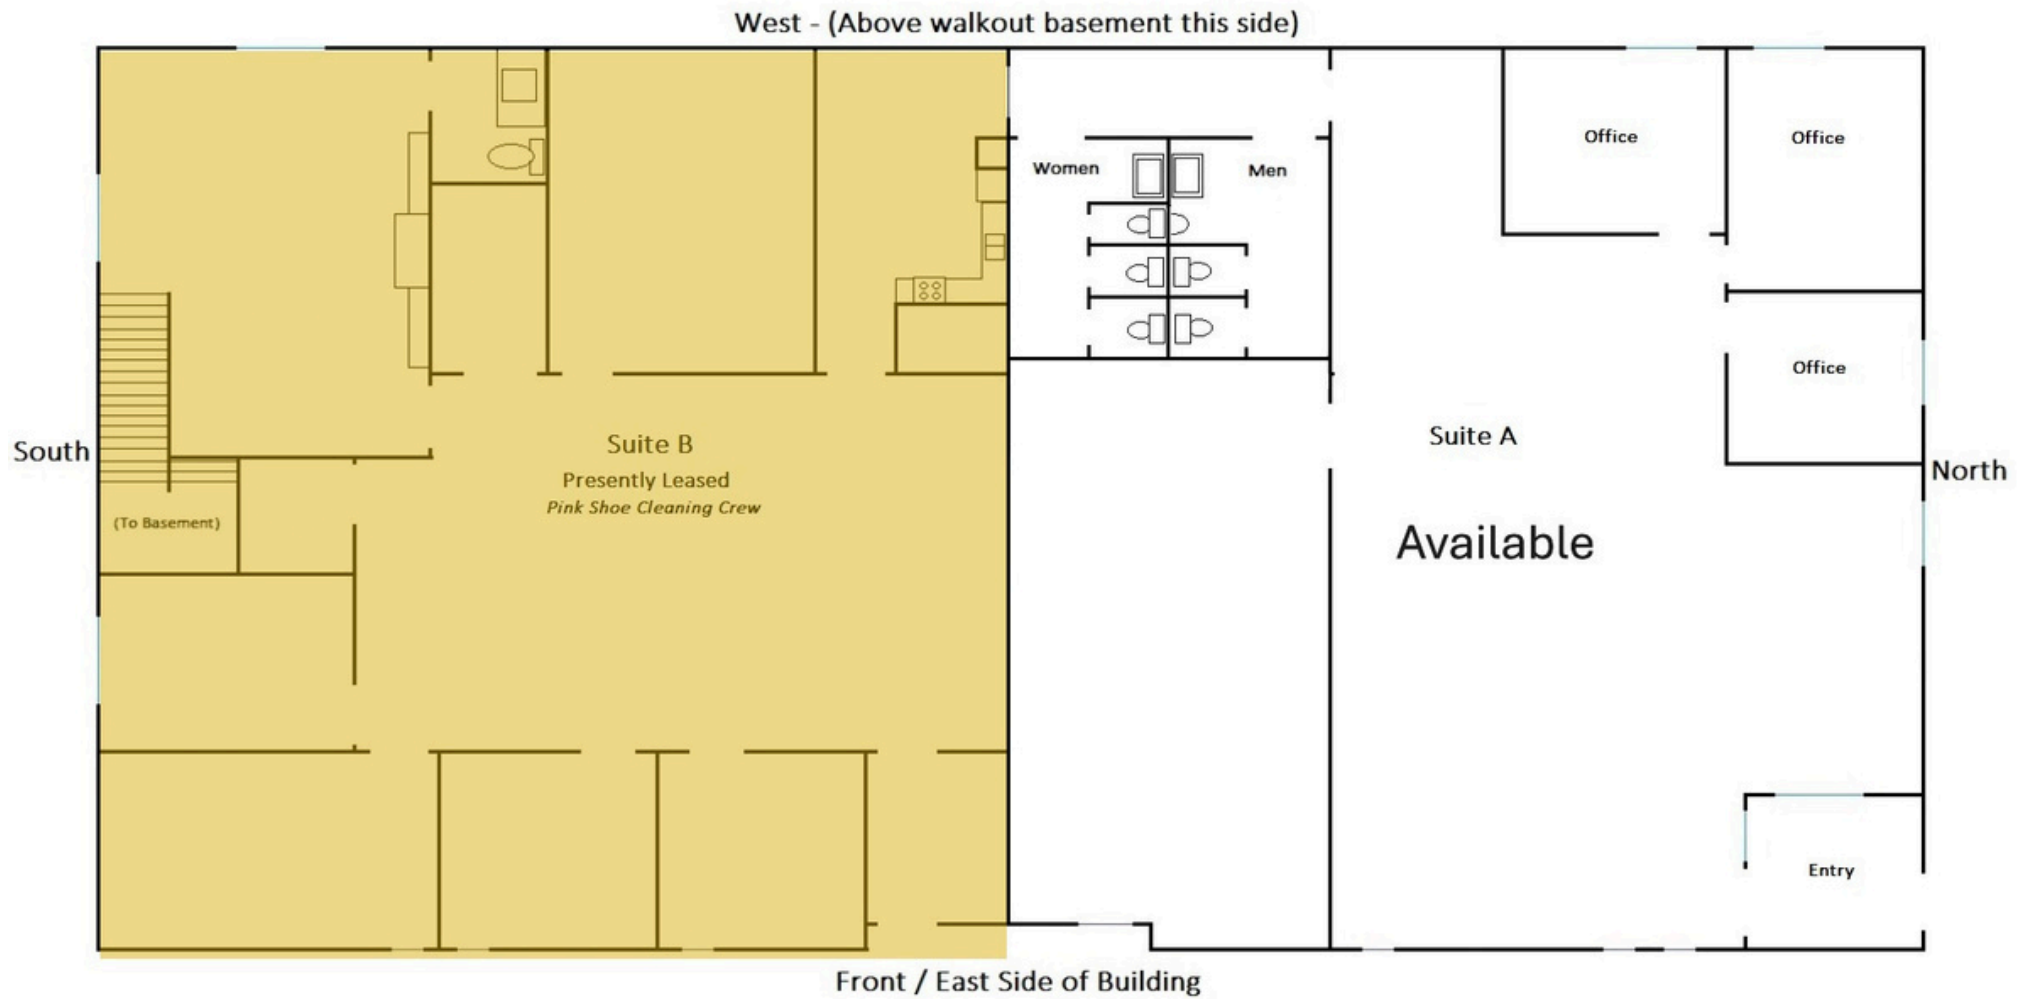 West - (Above walkout basement this side)
Office
Office
Women
Men
Office
Suite A
Suite B
South
North
Presently Leased
Pink Shoe Cleaning Crew
(To Basement)
Available
Entry
Front / East Side of Building